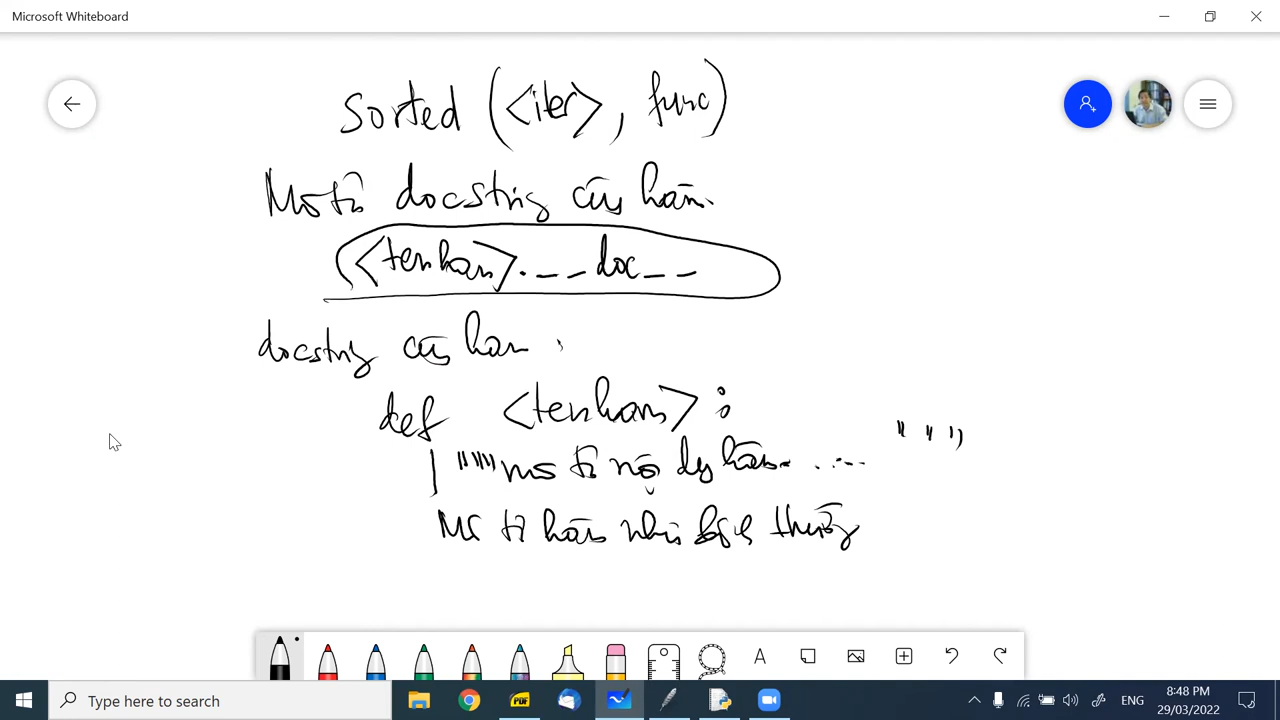 Microsoft Whiteboard
Sorted (<iter>, func)
Mô tả docstring của hàm.
<tenham>.__doc__
docstring của hàm :
def <tenham> :
"""mô tả nội dung hàm ..... """
Mô tả hàm như bình thường
A
Type here to search
PDF
ENG
8:48 PM
29/03/2022